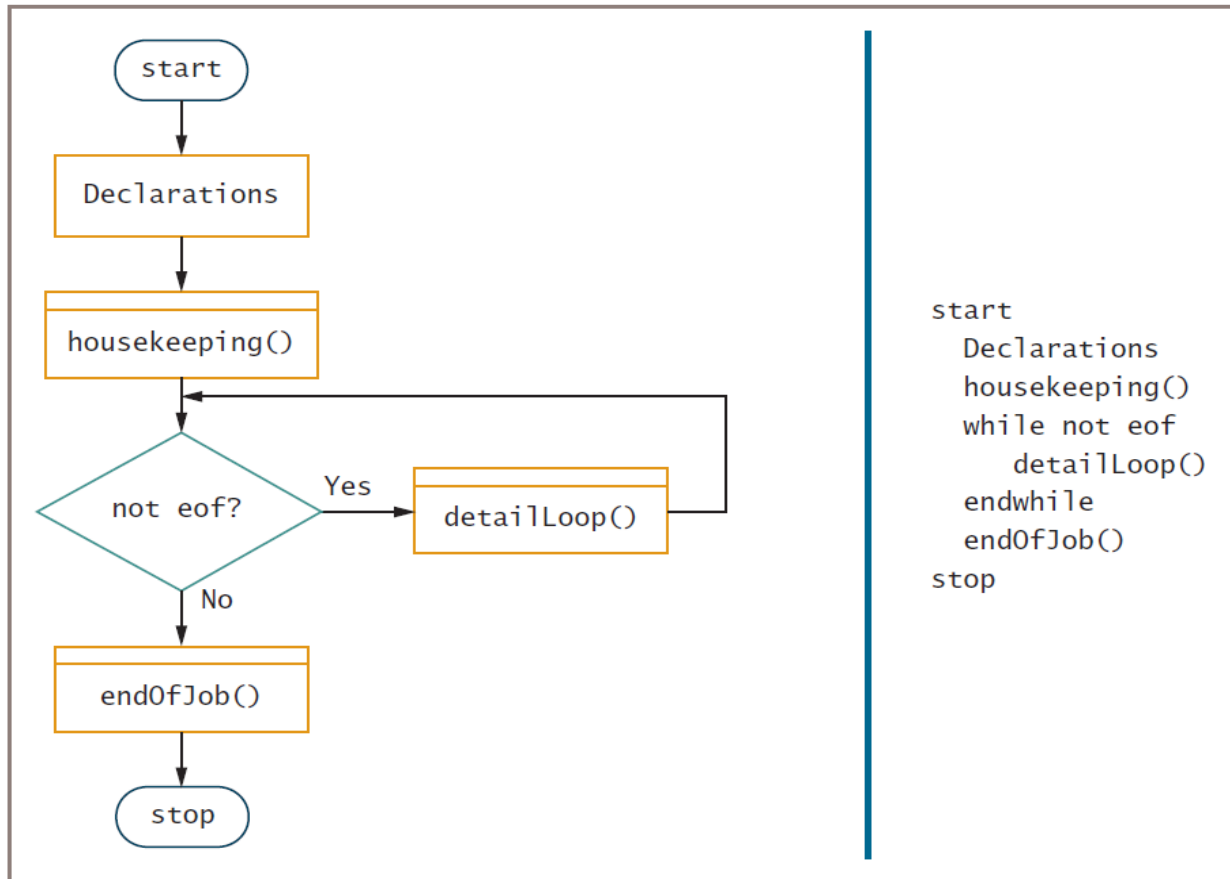 start
Declarations
housekeeping()
not eof?
Yes
detailLoop()
No
endOfJob()
stop
start
Declarations
housekeeping()
while not eof
detailLoop()
endwhile
endOfJob()
stop